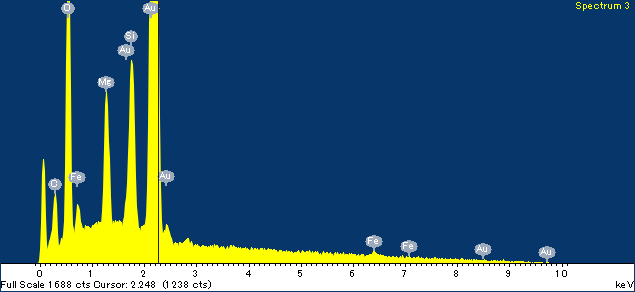 Spectrum 3
O Au
Si
Au
Mg
Au
C Fe
Fe Fe Au Au
0 1 2 3 4 5 6 7 8 9 10
Full Scale 1688 cts Cursor: 2.248 (1238 cts) keV